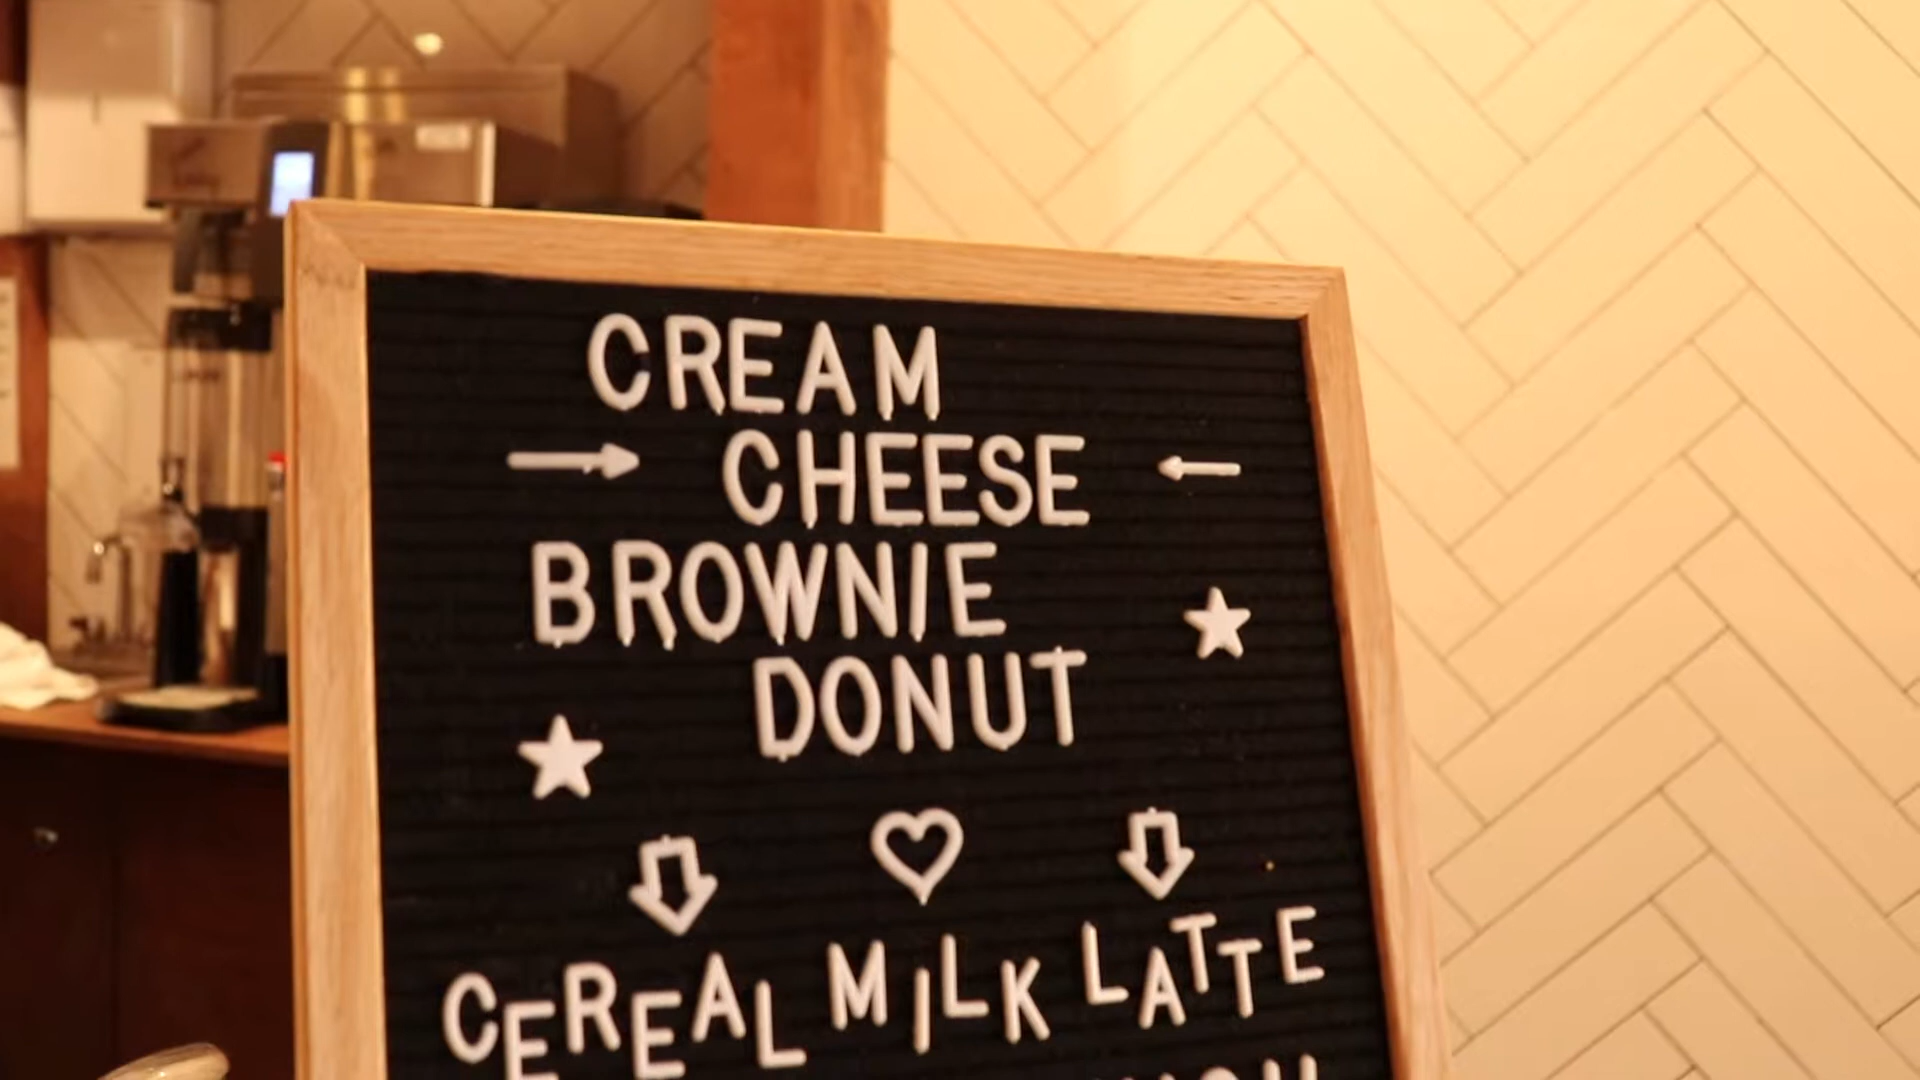 CREAM
CHEESE
BROWNIE
DONUT
CEREAL MILK LATTE